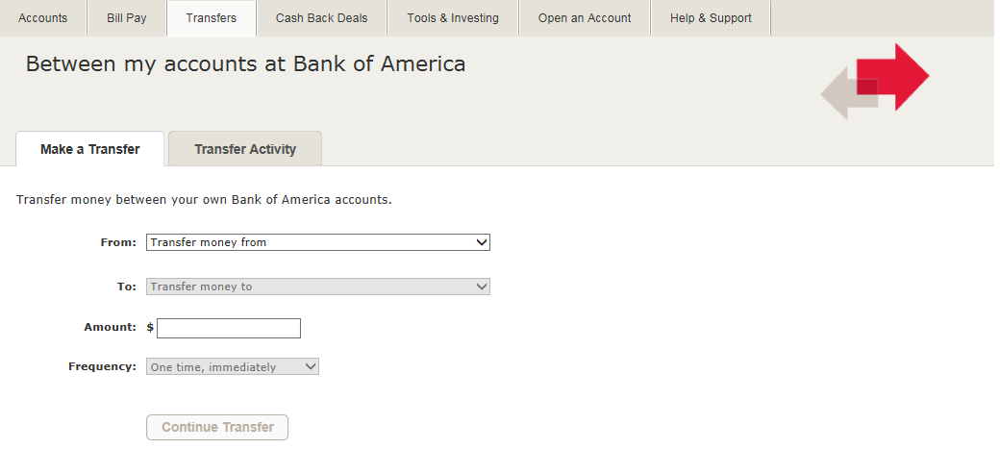 Accounts Bill Pay Transfers Cash Back Deals Tools & Investing Open an Account Help & Support
Between my accounts at Bank of America
Make a Transfer Transfer Activity
Transfer money between your own Bank of America accounts.
From: Transfer money from
To: Transfer money to
Amount: $
Frequency: One time, immediately
Continue Transfer